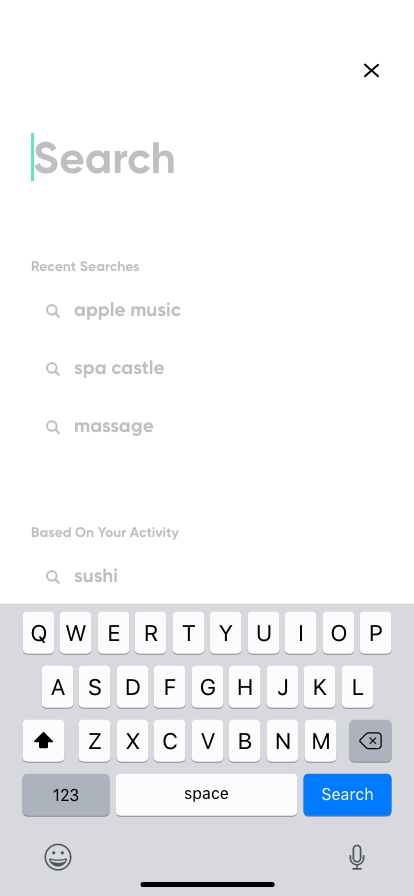 Search
Recent Searches
apple music
spa castle
massage
Based On Your Activity
sushi
Q W E R T Y U I O P
A S D F G H J K L
Z X C V B N M
123 space Search